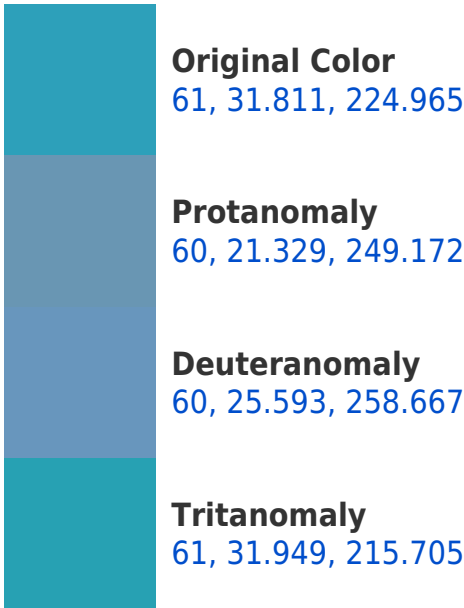 Original Color
61, 31.811, 224.965
Protanomaly
60, 21.329, 249.172
Deuteranomaly
60, 25.593, 258.667
Tritanomaly
61, 31.949, 215.705